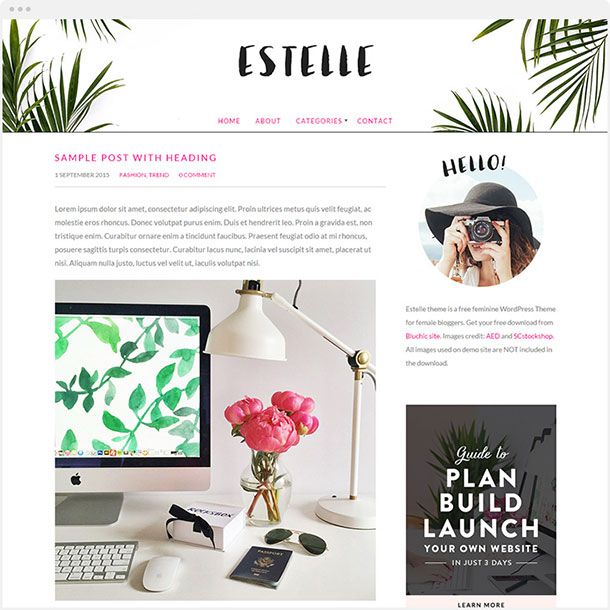 ESTELLE
HOME ABOUT CATEGORIES CONTACT
SAMPLE POST WITH HEADING
1 SEPTEMBER 2015 FASHION, TREND 0 COMMENT
Lorem ipsum dolor sit amet, consectetur adipiscing elit. Proin ultrices metus quis velit feugiat, ac
molestie eros rhoncus. Donec volutpat purus enim. Duis et hendrerit leo. Proin a gravida est, non
tristique enim. Curabitur ornare enim a tincidunt faucibus. Praesent feugiat odio at mi rhoncus,
posuere sagittis turpis consectetur. Curabitur lacus nunc, lacinia vel suscipit sit amet, placerat ut
nisi. Aliquam nulla justo, luctus vel velit ut, iaculis volutpat nisi.
ROCKSBOX
PASSPORT
HELLO!
Estelle theme is a free feminine WordPress Theme
for female bloggers. Get your free download from
Bluchic site. Images credit: AED and SCstockshop.
All images used on demo site are NOT included in
the download.
Guide to
PLAN
BUILD
LAUNCH
YOUR OWN WEBSITE
IN JUST 3 DAYS
LEARN MORE